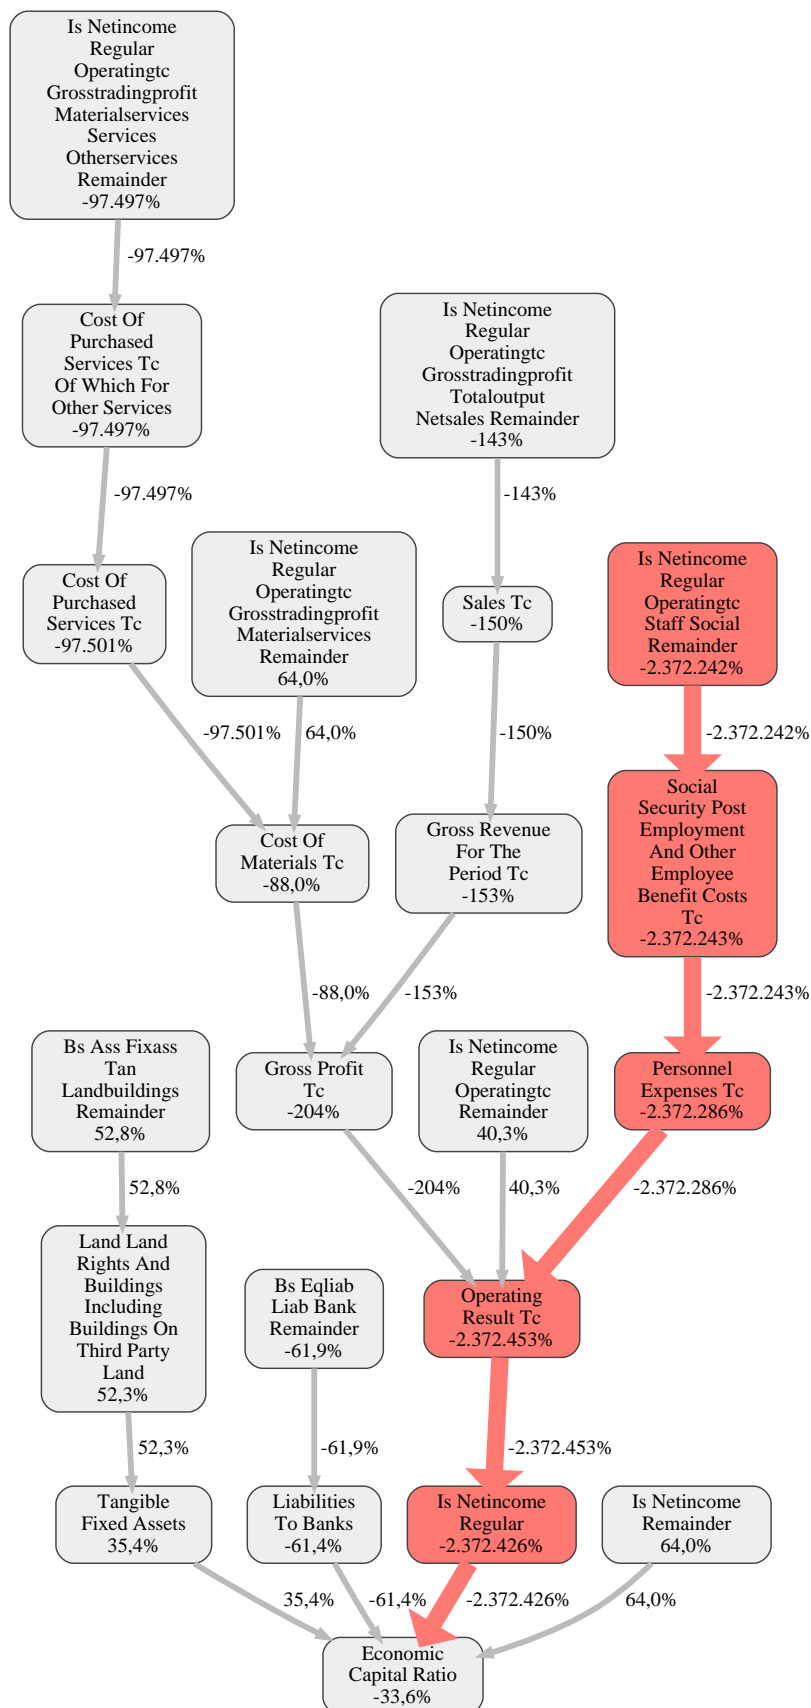 Is Netincome
Regular
Operatingtc
Grosstradingprofit
Materialservices
Services
Otherservices
Remainder
-97.497%
-97.497%
Cost Of
Purchased
Services Tc
Of Which For
Other Services
-97.497%
Is Netincome
Regular
Operatingtc
Grosstradingprofit
Totaloutput
Netsales Remainder
-143%
-97.497%
-143%
Cost Of
Purchased
Services Tc
-97.501%
Is Netincome
Regular
Operatingtc
Grosstradingprofit
Materialservices
Remainder
64,0%
Sales Tc
-150%
Is Netincome
Regular
Operatingtc
Staff Social
Remainder
-2.372.242%
-97.501%
64,0%
-150%
-2.372.242%
Cost Of
Materials Tc
-88,0%
Gross Revenue
For The
Period Tc
-153%
Social
Security Post
Employment
And Other
Employee
Benefit Costs
Tc
-2.372.243%
-88,0%
-153%
-2.372.243%
Bs Ass Fixass
Tan
Landbuildings
Remainder
52,8%
Gross Profit
Tc
-204%
Is Netincome
Regular
Operatingtc
Remainder
40,3%
Personnel
Expenses Tc
-2.372.286%
52,8%
-204%
40,3%
-2.372.286%
Land Land
Rights And
Buildings
Including
Buildings On
Third Party
Land
52,3%
Bs Eqliab
Liab Bank
Remainder
-61,9%
Operating
Result Tc
-2.372.453%
52,3%
-61,9%
-2.372.453%
Tangible
Fixed Assets
35,4%
Liabilities
To Banks
-61,4%
Is Netincome
Regular
-2.372.426%
Is Netincome
Remainder
64,0%
35,4%
-61,4%
-2.372.426%
64,0%
Economic
Capital Ratio
-33,6%